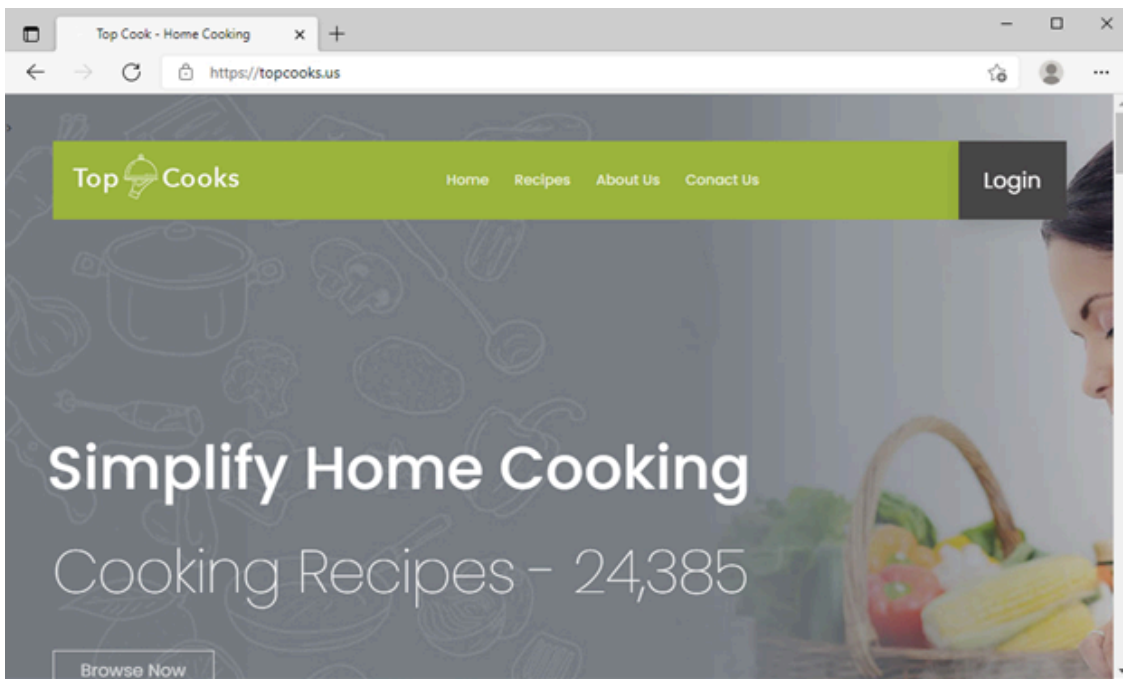 Top Cook - Home Cooking
https://topcooks.us
Top Cooks Home Recipes About Us Conact Us Login
Simplify Home Cooking
Cooking Recipes - 24,385
Browse Now